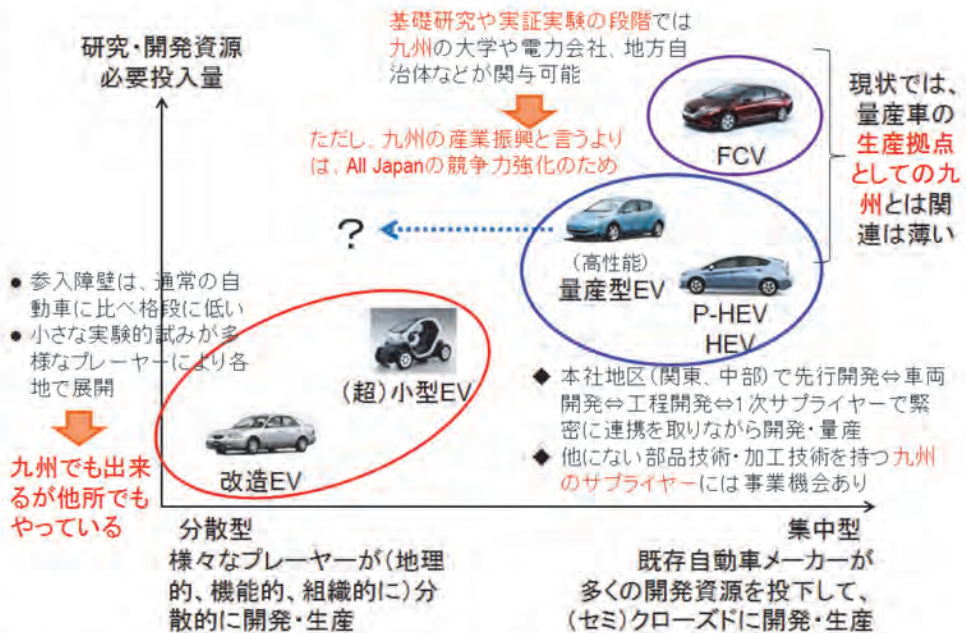 研究・開発資源
必要投入量
基礎研究や実証実験の段階では
九州の大学や電力会社、地方自
治体などが関与可能
ただし、九州の産業振興と言うより
は、All Japanの競争力強化のため
FCV
現状では、
量産車の
生産拠点
としての九
州とは関
連は薄い
?
(高性能)
量産型EV
P-HEV
HEV
● 参入障壁は、通常の自
動車に比べ格段に低い
● 小さな実験的試みが多
様なプレーヤーにより各
地で展開
(超)小型EV
改造EV
九州でも出来
るが他所でも
やっている
◆ 本社地区(関東、中部)で先行開発⇔車両
開発⇔工程開発⇔1次サプライヤーで緊
密に連携を取りながら開発・量産
◆ 他にない部品技術・加工技術を持つ九州
のサプライヤーには事業機会あり
分散型
様々なプレーヤーが(地理
的、機能的、組織的に)分
散的に開発・生産
集中型
既存自動車メーカーが
多くの開発資源を投下して、
(セミ)クローズドに開発・生産